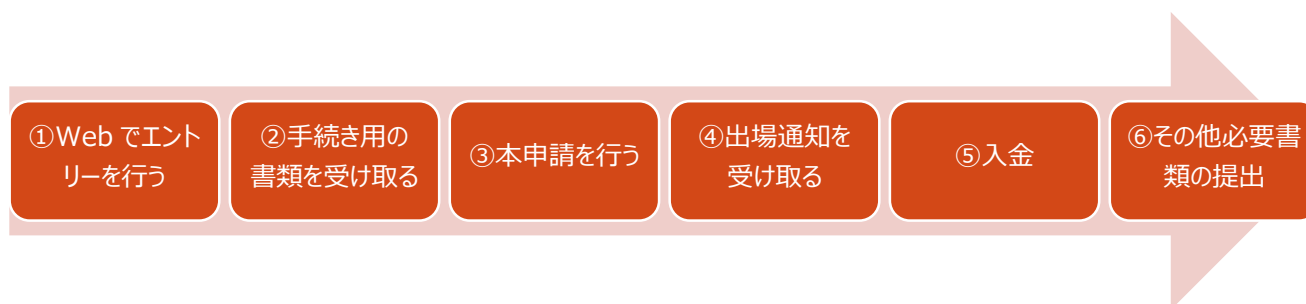 ①Web でエント
リーを行う
②手続き用の
書類を受け取る
③本申請を行う
④出場通知を
受け取る
⑤入金
⑥その他必要書
類の提出